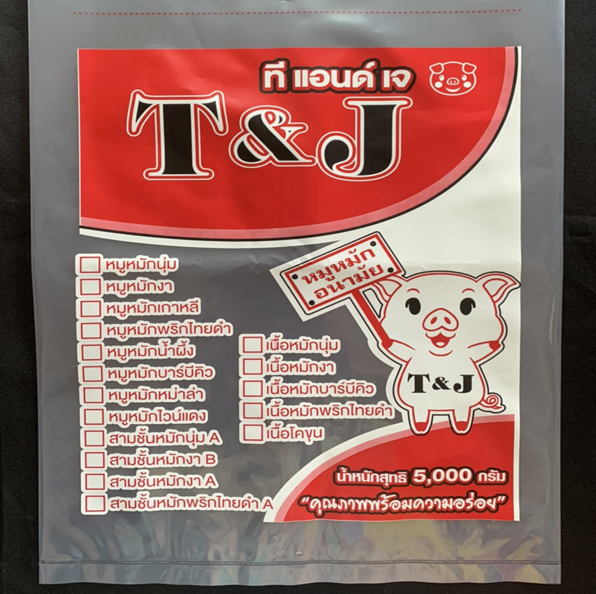 ที แอนด์ เจ
T&J
หมูหมัก
อนามัย
หมูหมักนุ่ม
หมูหมักงา
หมูหมักเกาหลี
หมูหมักพริกไทยดำ
หมูหมักน้ำผึ้ง
หมูหมักบาร์บีคิว
หมูหมักหม่าล่า
หมูหมักไวน์แดง
สามชั้นหมักนุ่ม A
สามชั้นหมักงา B
สามชั้นหมักงา A
สามชั้นหมักพริกไทยดำ A
เนื้อหมักนุ่ม
เนื้อหมักงา
เนื้อหมักบาร์บีคิว
เนื้อหมักพริกไทยดำ
เนื้อโคขุน
T&J
น้ำหนักสุทธิ 5,000 กรัม
"คุณภาพพร้อมความอร่อย"